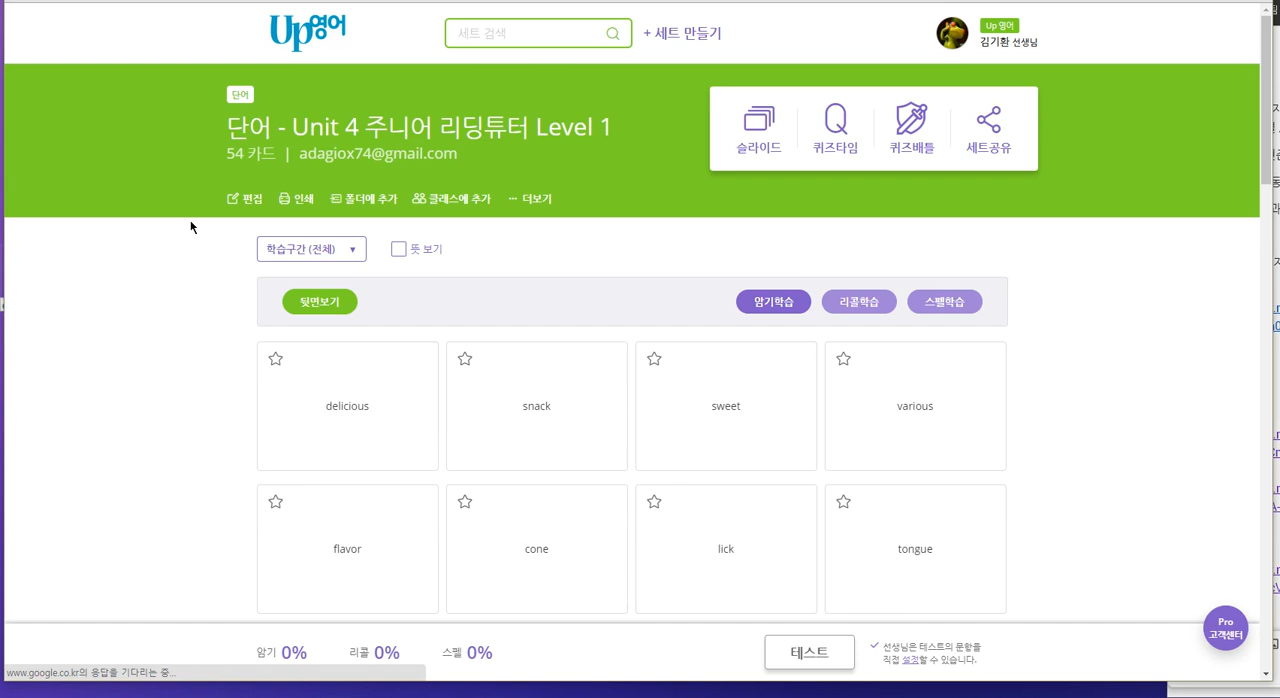 Up영어
세트 검색
+ 세트 만들기
Up 영어
김기환 선생님
단어
단어 - Unit 4 주니어 리딩튜터 Level 1
54 카드 | adagiox74@gmail.com
슬라이드
퀴즈타임
퀴즈배틀
세트공유
편집
인쇄
폴더에 추가
클래스에 추가
··· 더보기
학습구간 (전체) ▼
뜻 보기
뒷면보기
암기학습
리콜학습
스펠학습
delicious
snack
sweet
various
flavor
cone
lick
tongue
Pro
고객센터
암기 0%
리콜 0%
스펠 0%
테스트
선생님은 테스트의 문항을
직접 설정할 수 있습니다.
www.google.co.kr의 응답을 기다리는 중...